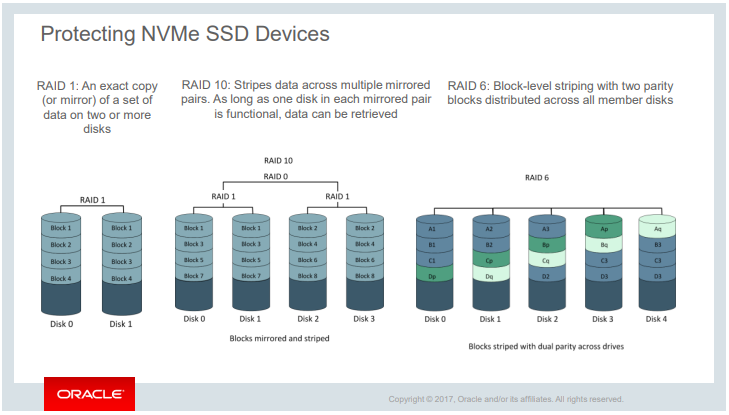 Protecting NVMe SSD Devices
RAID 1: An exact copy
(or mirror) of a set of
data on two or more
disks
RAID 10: Stripes data across multiple mirrored
pairs. As long as one disk in each mirrored pair
is functional, data can be retrieved
RAID 6: Block-level striping with two parity
blocks distributed across all member disks
RAID 1
Block 1
Block 2
Block 3
Block 4
Disk 0
Block 1
Block 2
Block 3
Block 4
Disk 1
RAID 10
RAID 0
RAID 1
RAID 1
Block 1
Block 3
Block 5
Block 7
Disk 0
Block 1
Block 3
Block 5
Block 7
Disk 1
Block 2
Block 4
Block 6
Block 8
Disk 2
Block 2
Block 4
Block 6
Block 8
Disk 3
Blocks mirrored and striped
RAID 6
A1
B1
C1
Dp
Disk 0
A2
B2
Cp
Dq
Disk 1
A3
Bp
Cq
D2
Disk 2
Ap
Bq
C3
D3
Disk 3
Aq
B3
C3
D3
Disk 4
Blocks striped with dual parity across drives
ORACLE
Copyright © 2017, Oracle and/or its affiliates. All rights reserved.